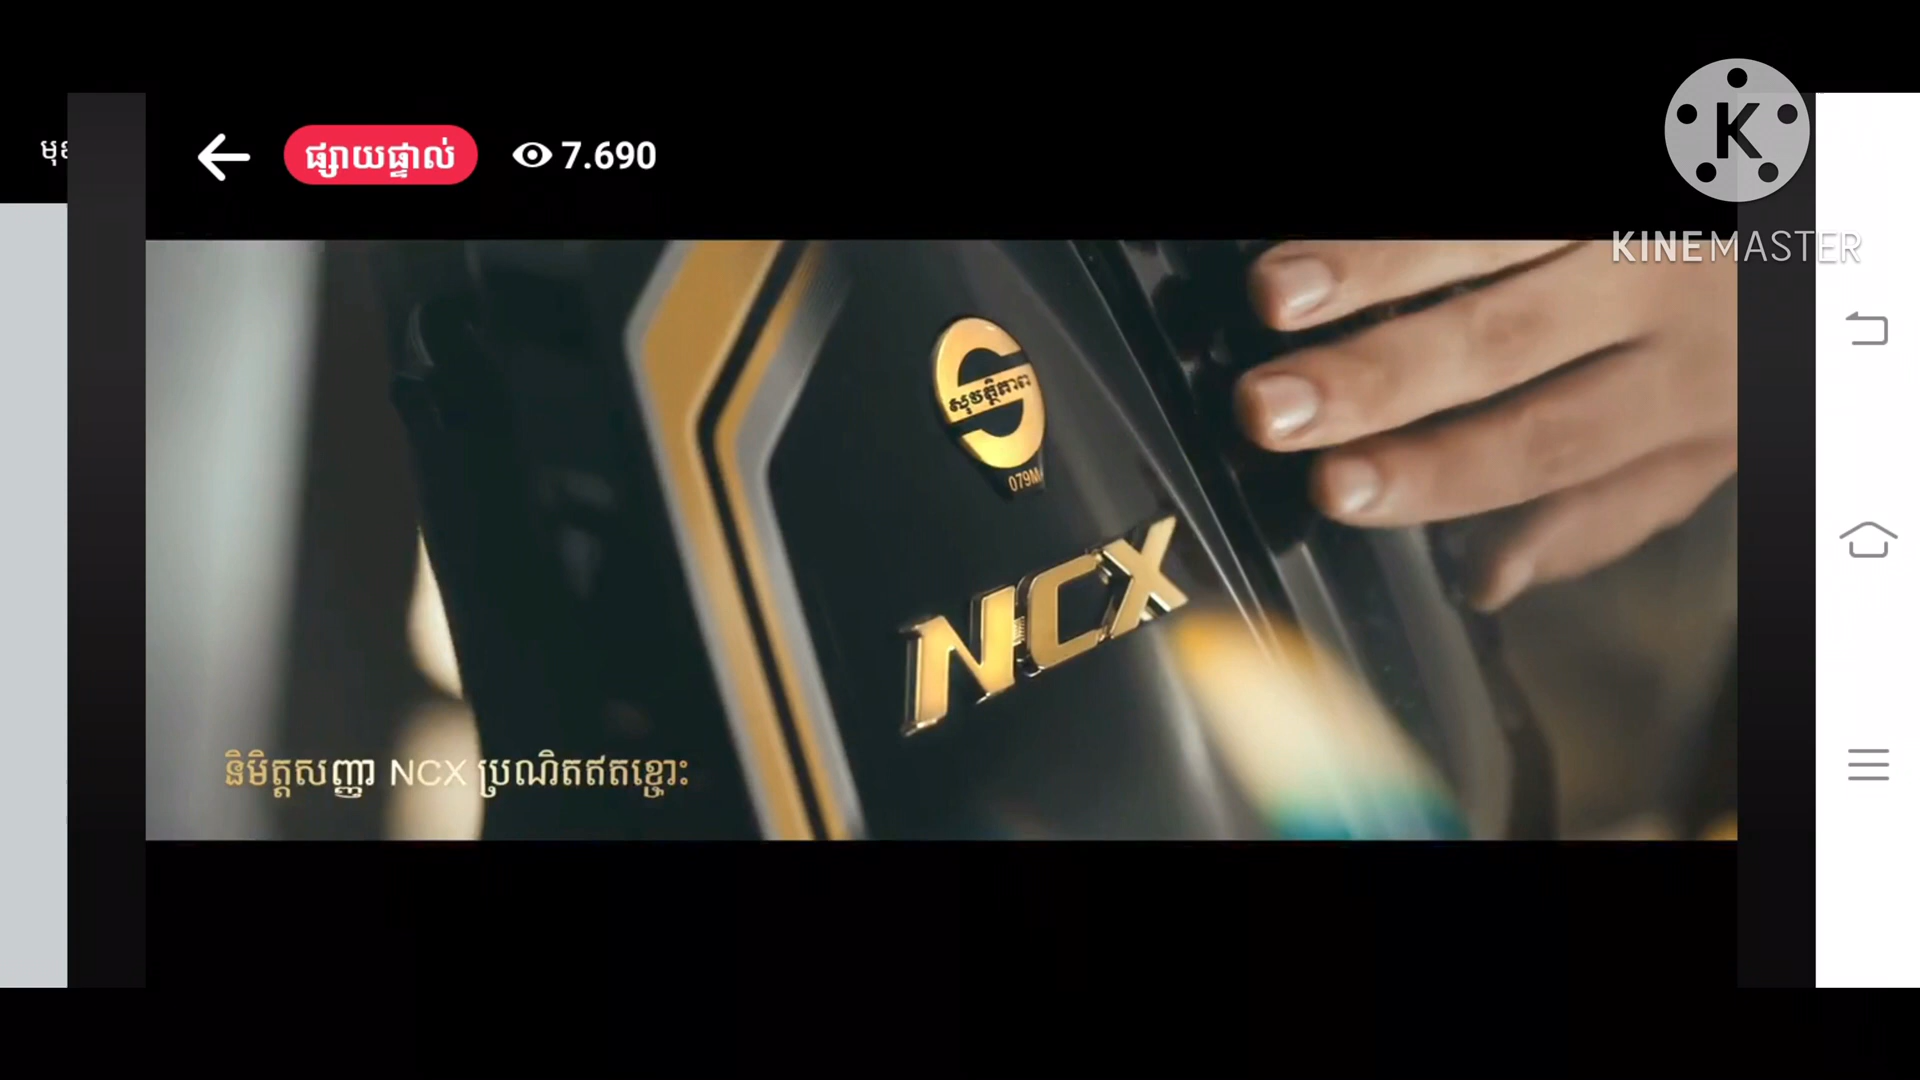 ផ្សាយផ្ទាល់ 7.690
KINEMASTER
សុវត្ថិភាព
079M
NCX
និមិត្តសញ្ញា NCX ប្រណិតឥតខ្ចោះ